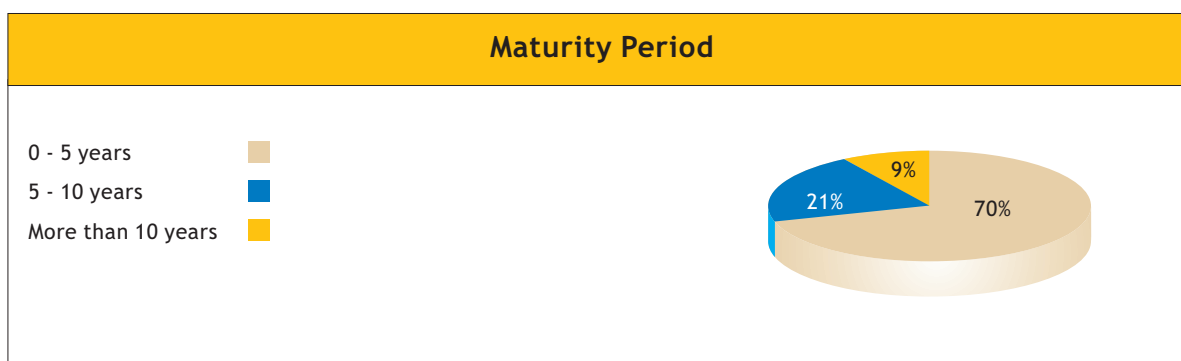 Maturity Period
0 - 5 years
5 - 10 years
More than 10 years
9%
21%
70%